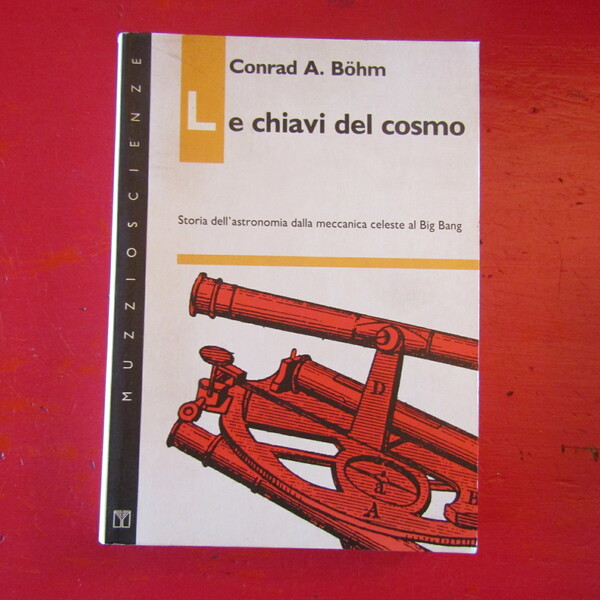 Conrad A. Böhm
Le chiavi del cosmo
Storia dell'astronomia dalla meccanica celeste al Big Bang
MUZZIOSCIENZE
D
a
A
B